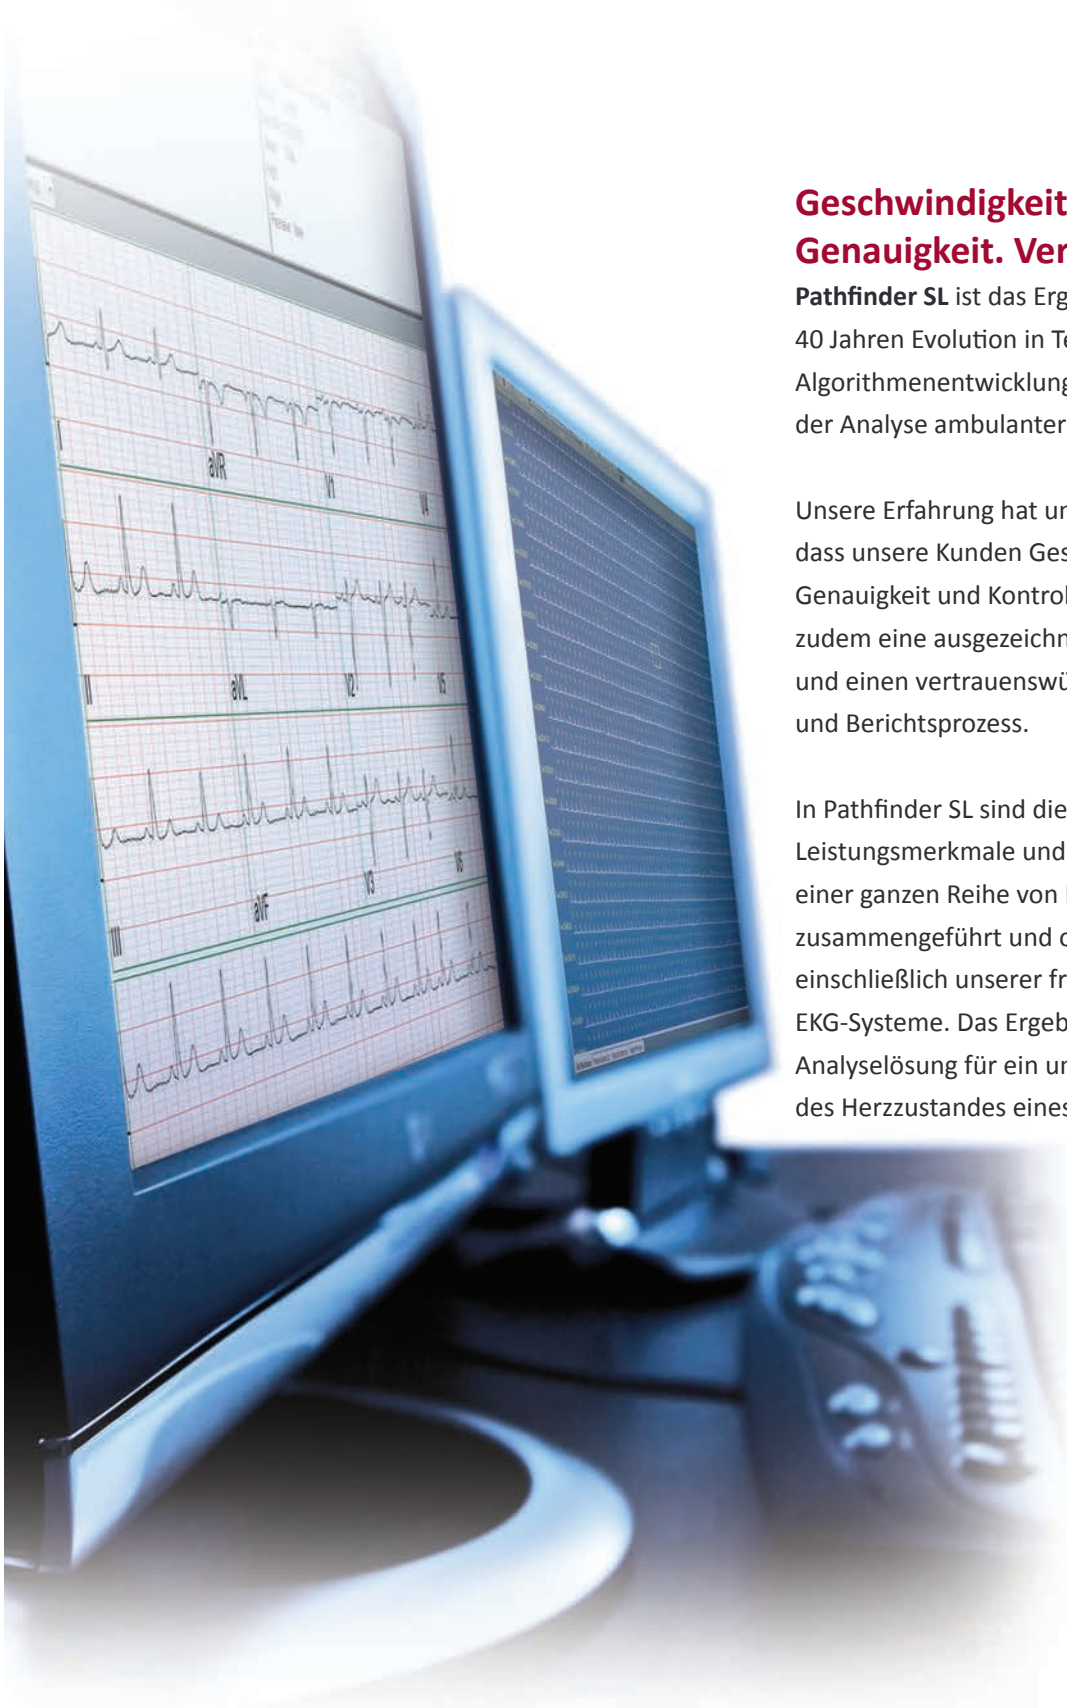 Geschwindigkeit
Genauigkeit. Ver
Pathfinder SL ist das Erg
40 Jahren Evolution in Te
Algorithmenentwicklung
der Analyse ambulanter
Unsere Erfahrung hat un
dass unsere Kunden Ges
Genauigkeit und Kontrol
zudem eine ausgezeichn
und einen vertrauenswü
und Berichtsprozess.
In Pathfinder SL sind die
Leistungsmerkmale und
einer ganzen Reihe von
zusammengeführt und o
einschließlich unserer fr
EKG-Systeme. Das Ergeb
Analyselösung für ein un
des Herzzustandes eines
I
aVR
V1
V4
II
aVL
V2
V5
III
aVF
V3
V6